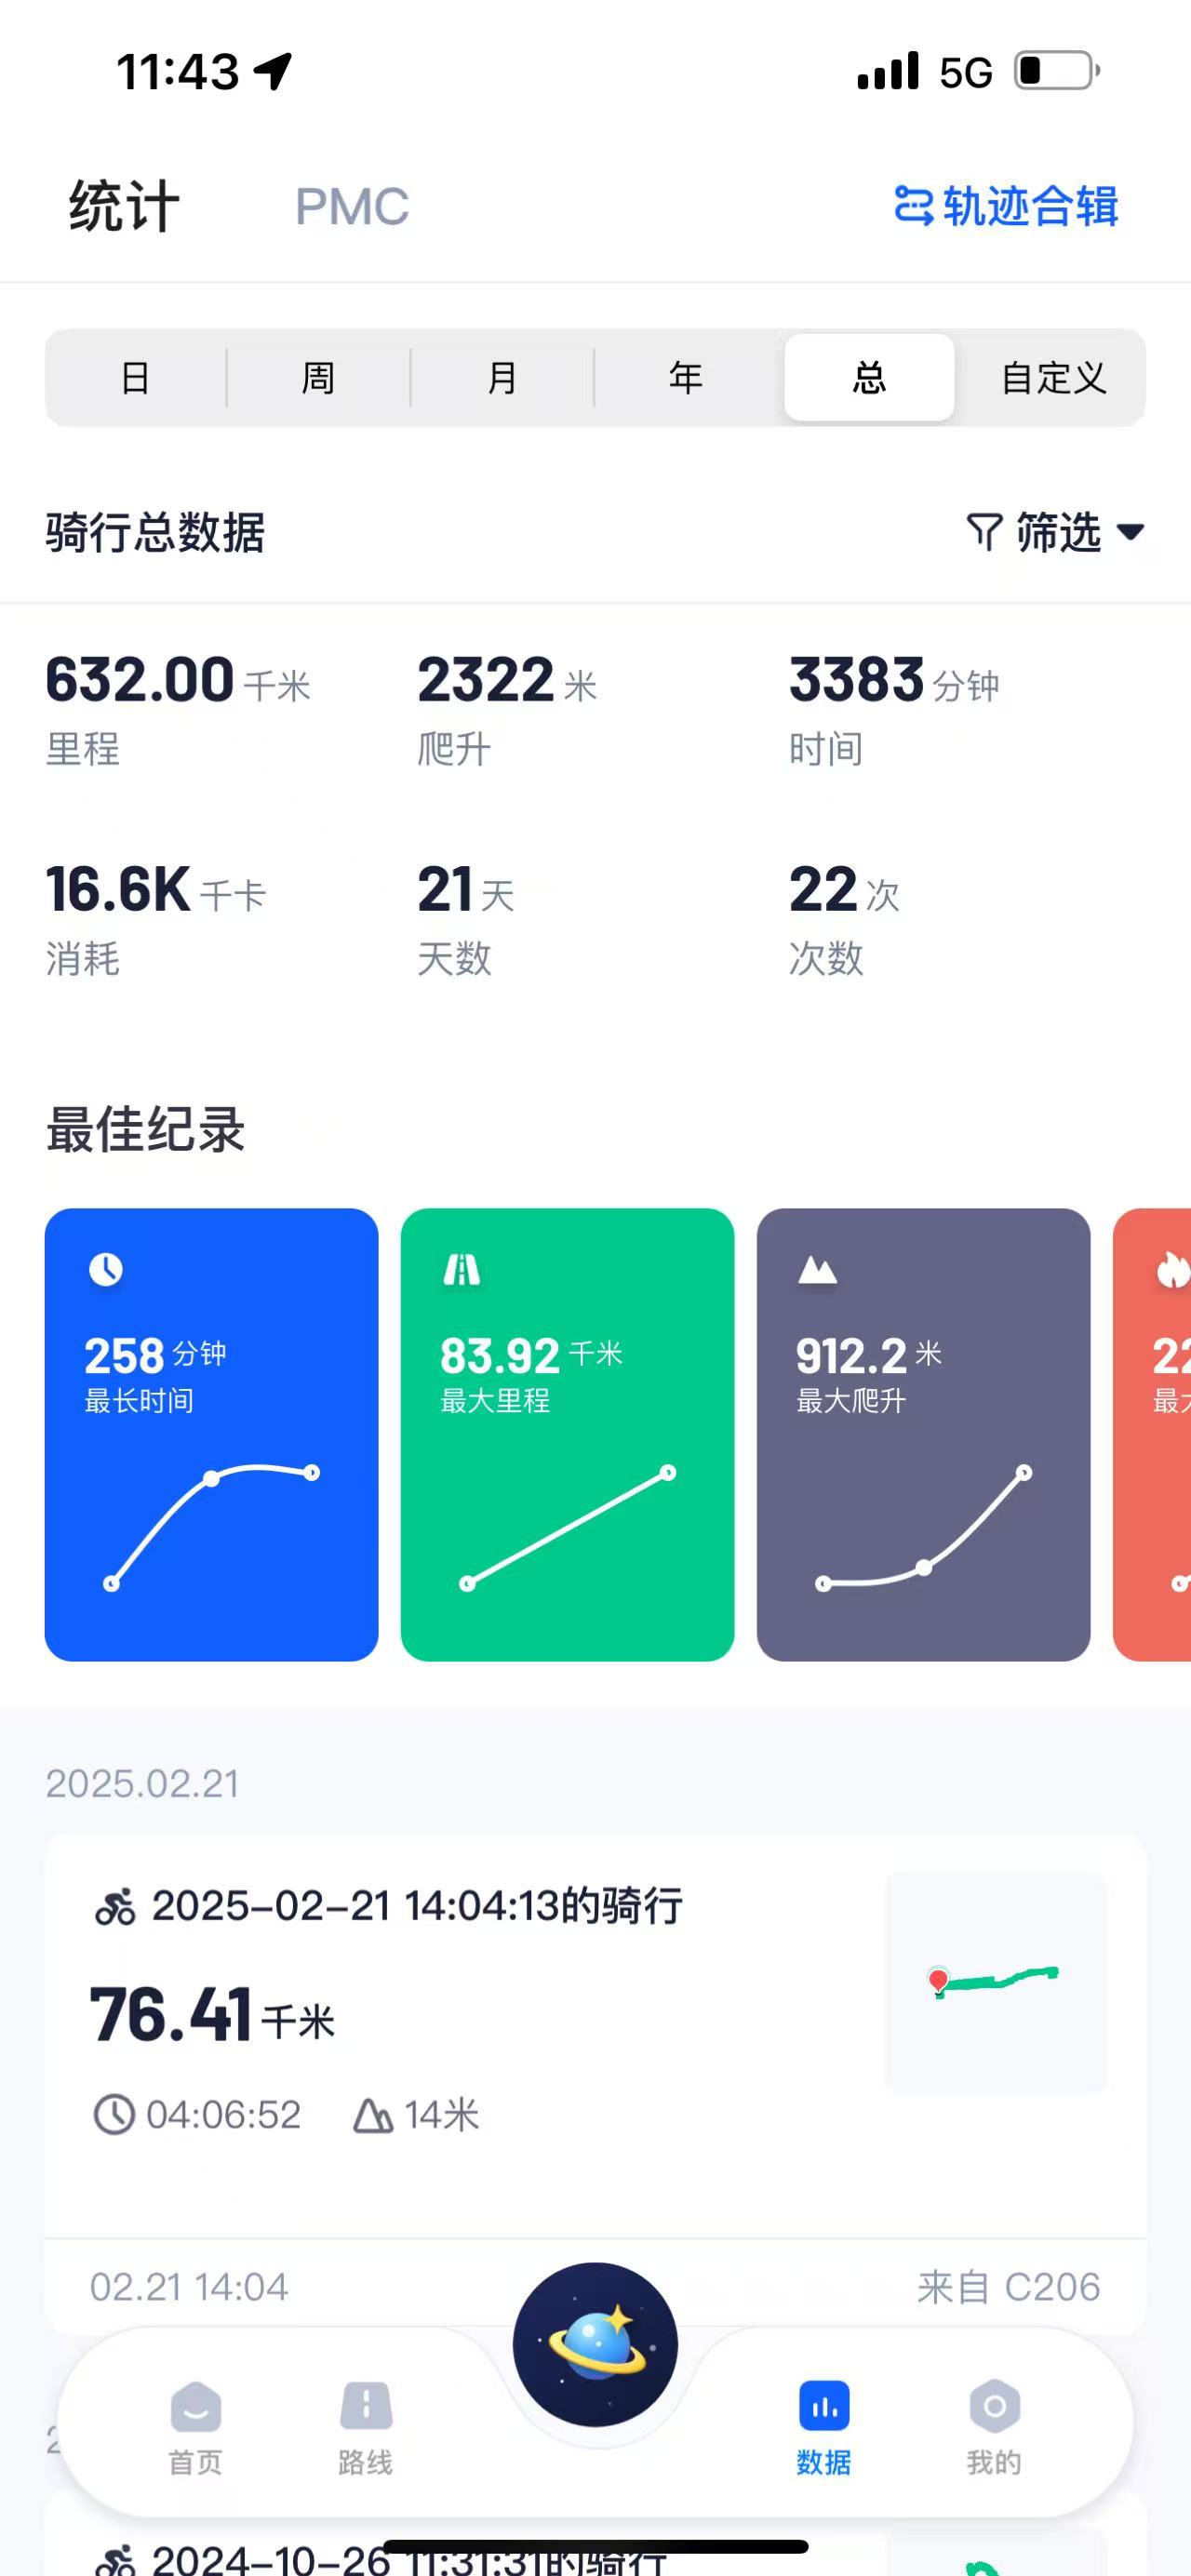 11:43 5G
统计 PMC 轨迹合辑
日 周 月 年 总 自定义
骑行总数据 筛选
632.00 千米 2322 米 3383 分钟
里程 爬升 时间
16.6K 千卡 21 天 22 次
消耗 天数 次数
最佳纪录
258 分钟 83.92 千米 912.2 米
最长时间 最大里程 最大爬升
2025.02.21
2025-02-21 14:04:13的骑行
76.41 千米
04:06:52 14米
02.21 14:04 来自 C206
首页 路线 数据 我的
2024-10-26 11:31:31的骑行